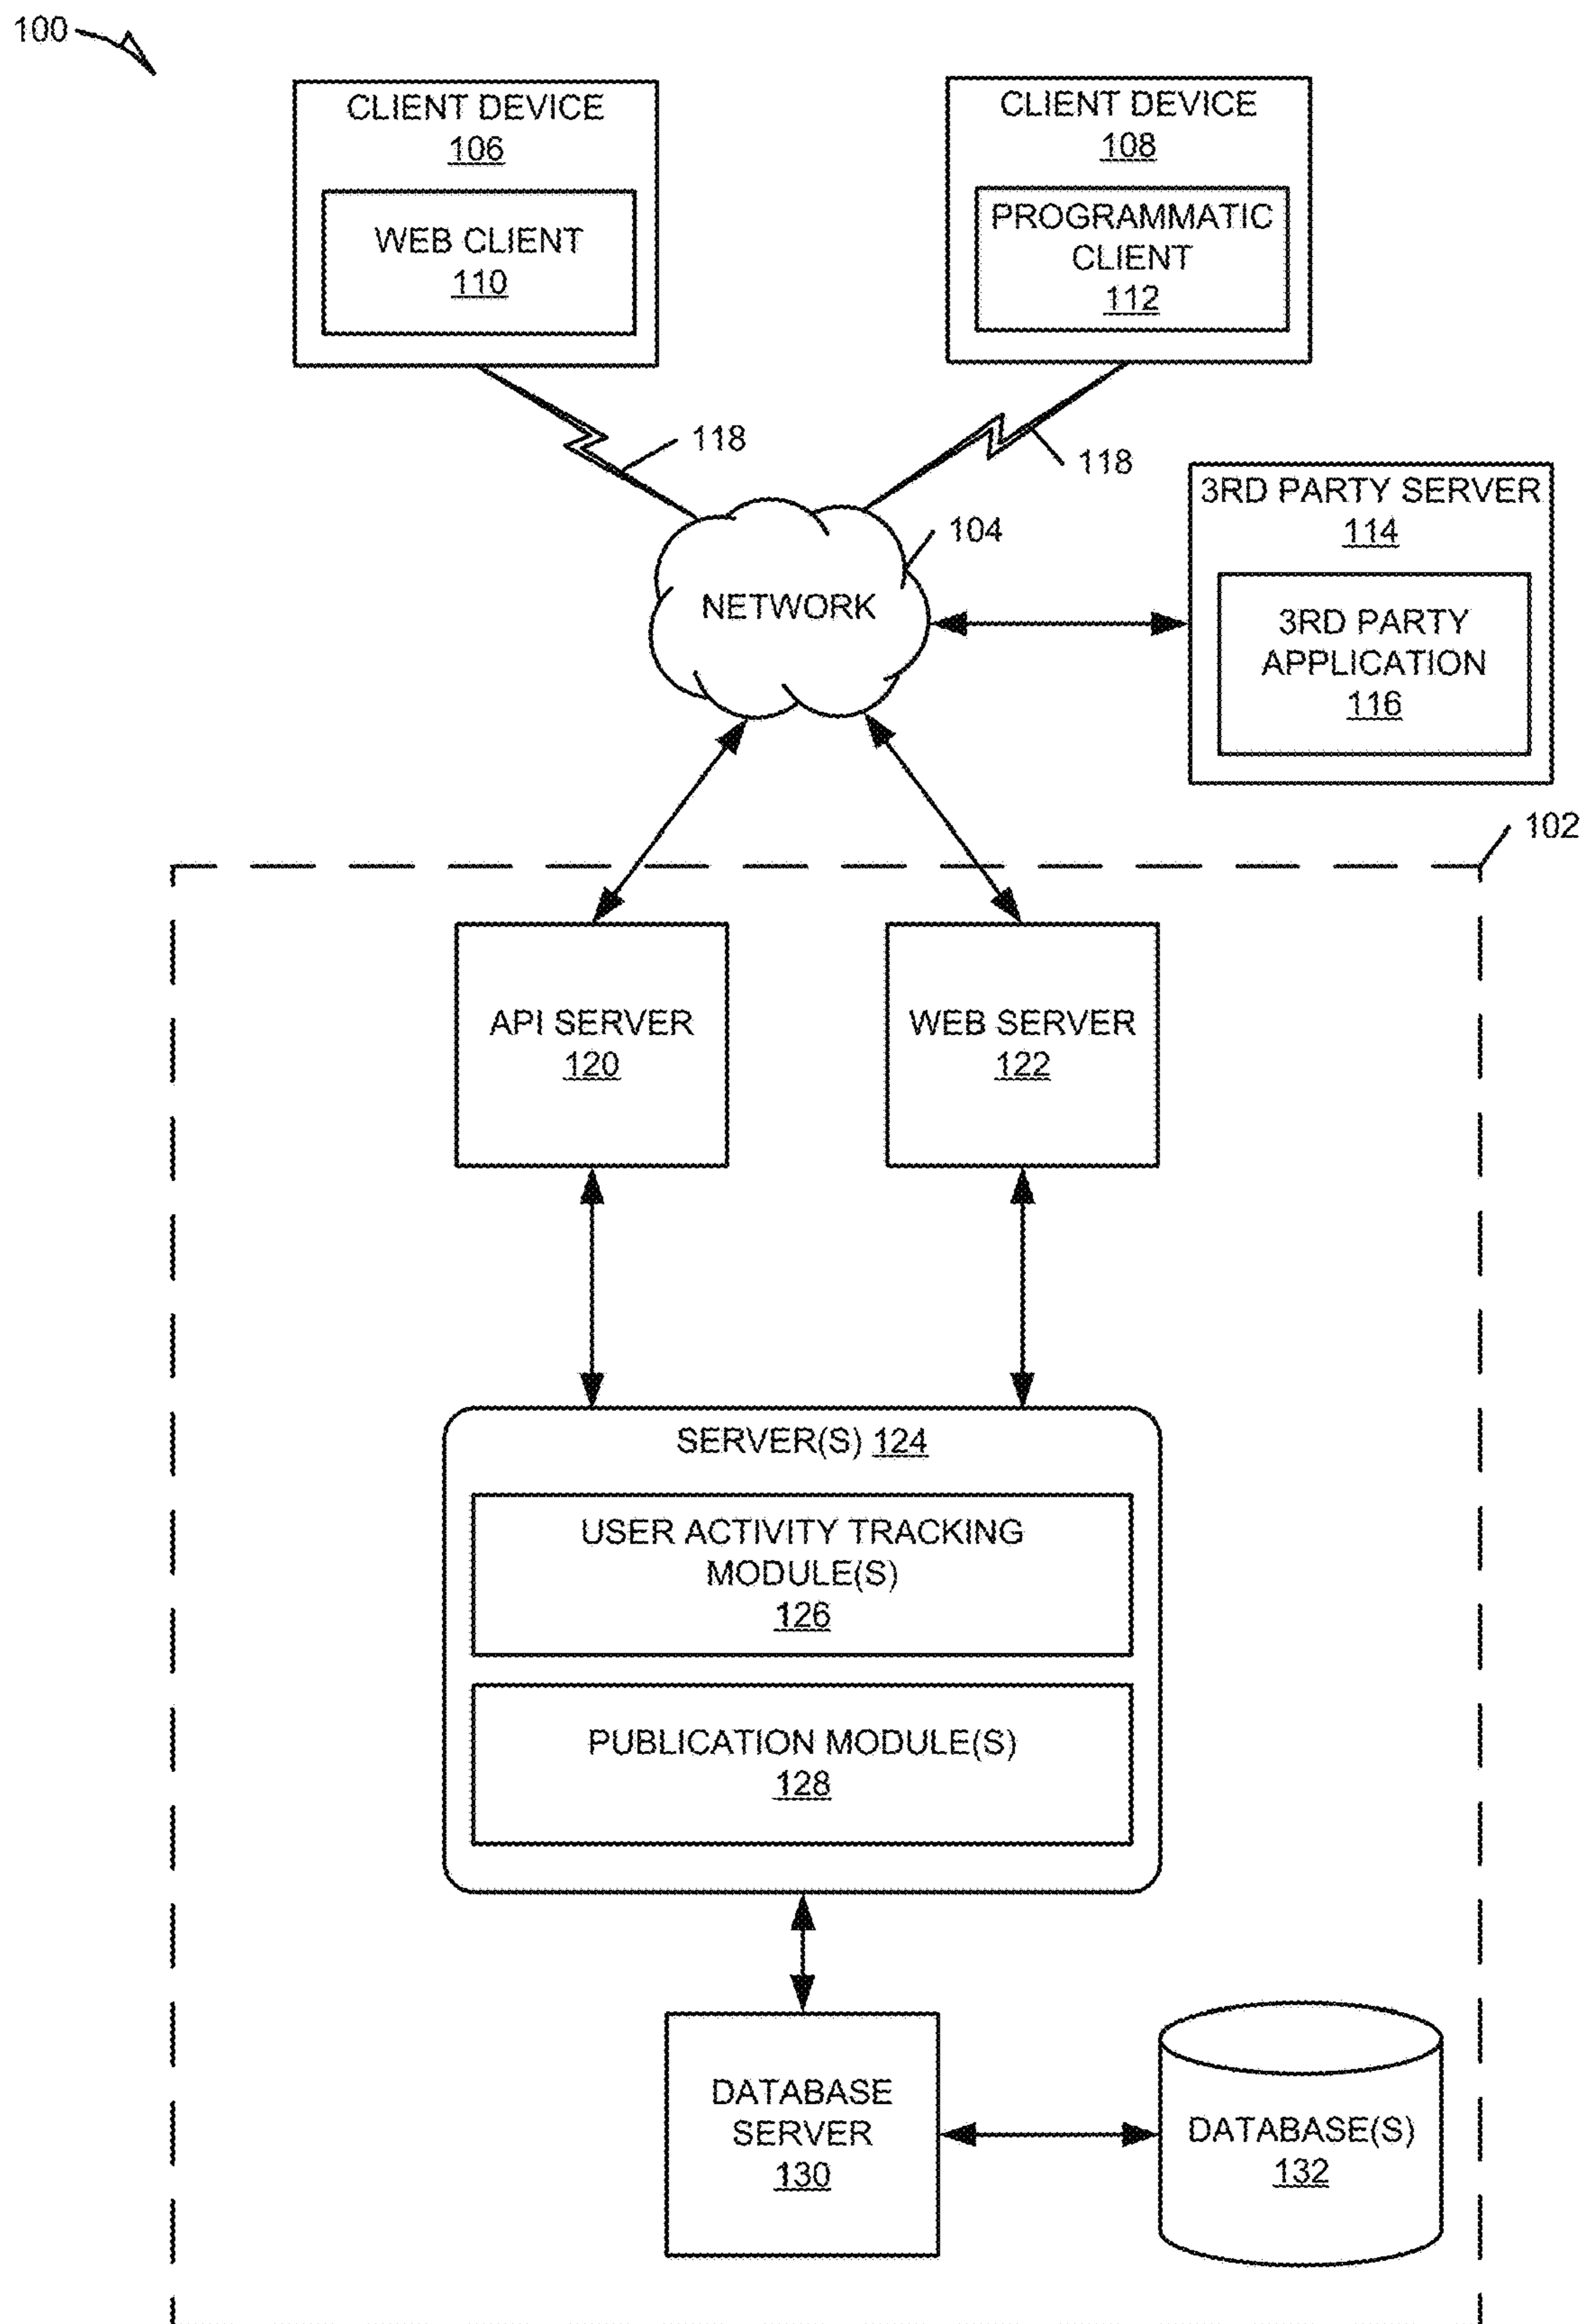 100
CLIENT DEVICE
106
WEB CLIENT
110
CLIENT DEVICE
108
PROGRAMMATIC
CLIENT
112
118
118
3RD PARTY SERVER
114
3RD PARTY
APPLICATION
116
104
NETWORK
102
API SERVER
120
WEB SERVER
122
SERVER(S) 124
USER ACTIVITY TRACKING
MODULE(S)
126
PUBLICATION MODULE(S)
128
DATABASE
SERVER
130
DATABASE(S)
132